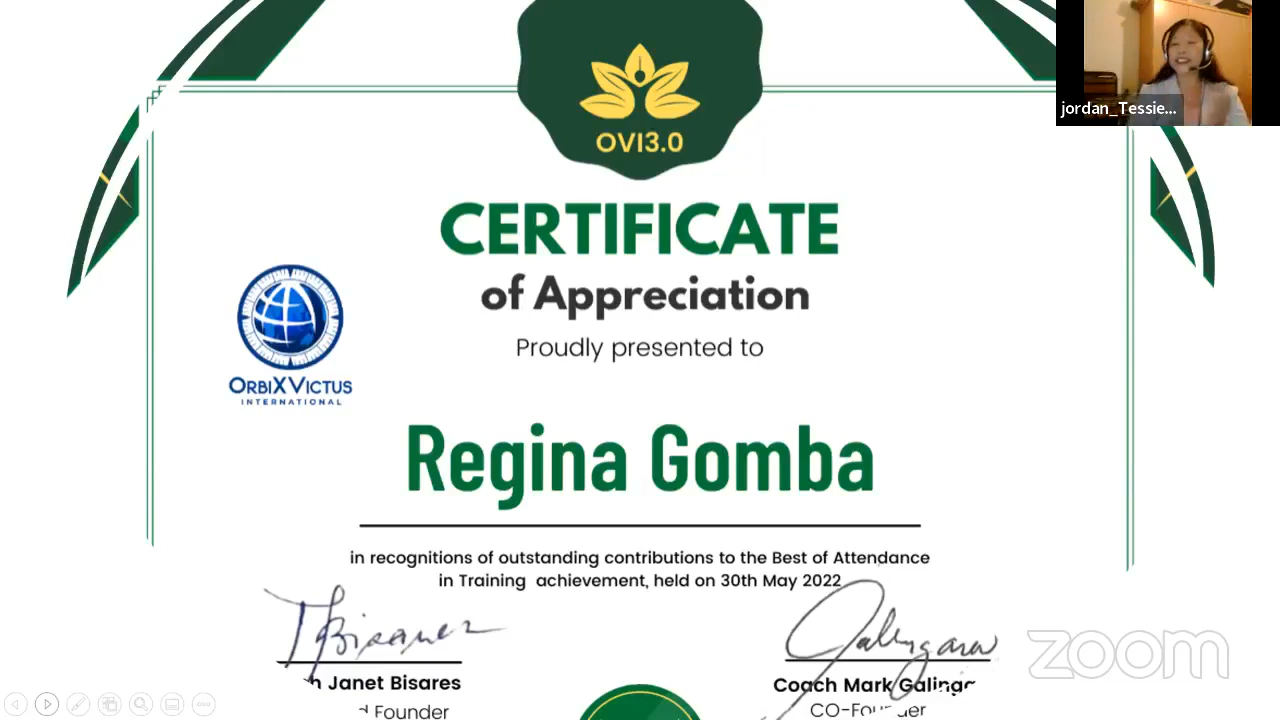 jordan_Tessie...
OVI3.0
CERTIFICATE
of Appreciation
Proudly presented to
ORBIXVICTUS
INTERNATIONAL
Regina Gomba
in recognitions of outstanding contributions to the Best of Attendance
in Training achievement, held on 30th May 2022
zoom
Janet Bisares
Coach Mark
Founder
CO-